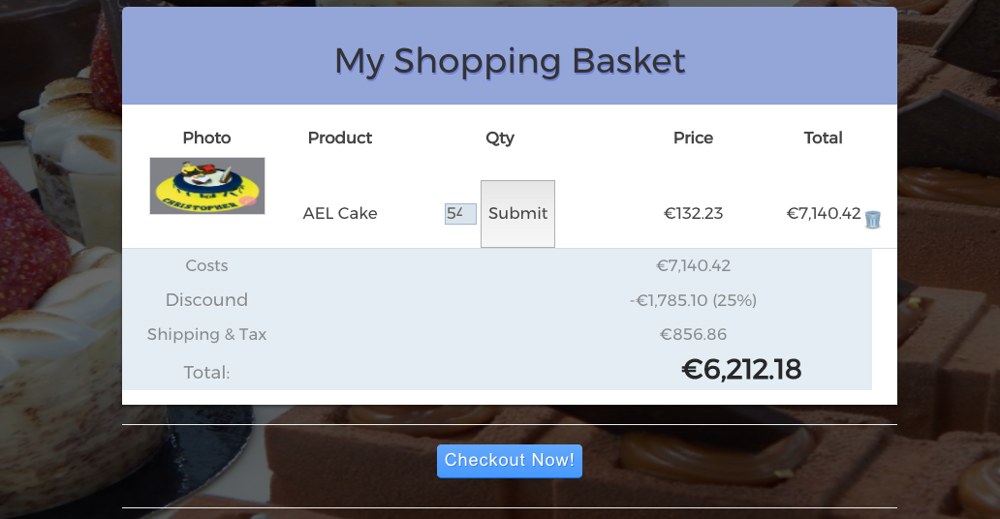 My Shopping Basket
Photo Product Qty Price Total
CHRISTOPHER
AEL Cake 54 Submit €132.23 €7,140.42
Costs €7,140.42
Discound -€1,785.10 (25%)
Shipping & Tax €856.86
Total: €6,212.18
Checkout Now!